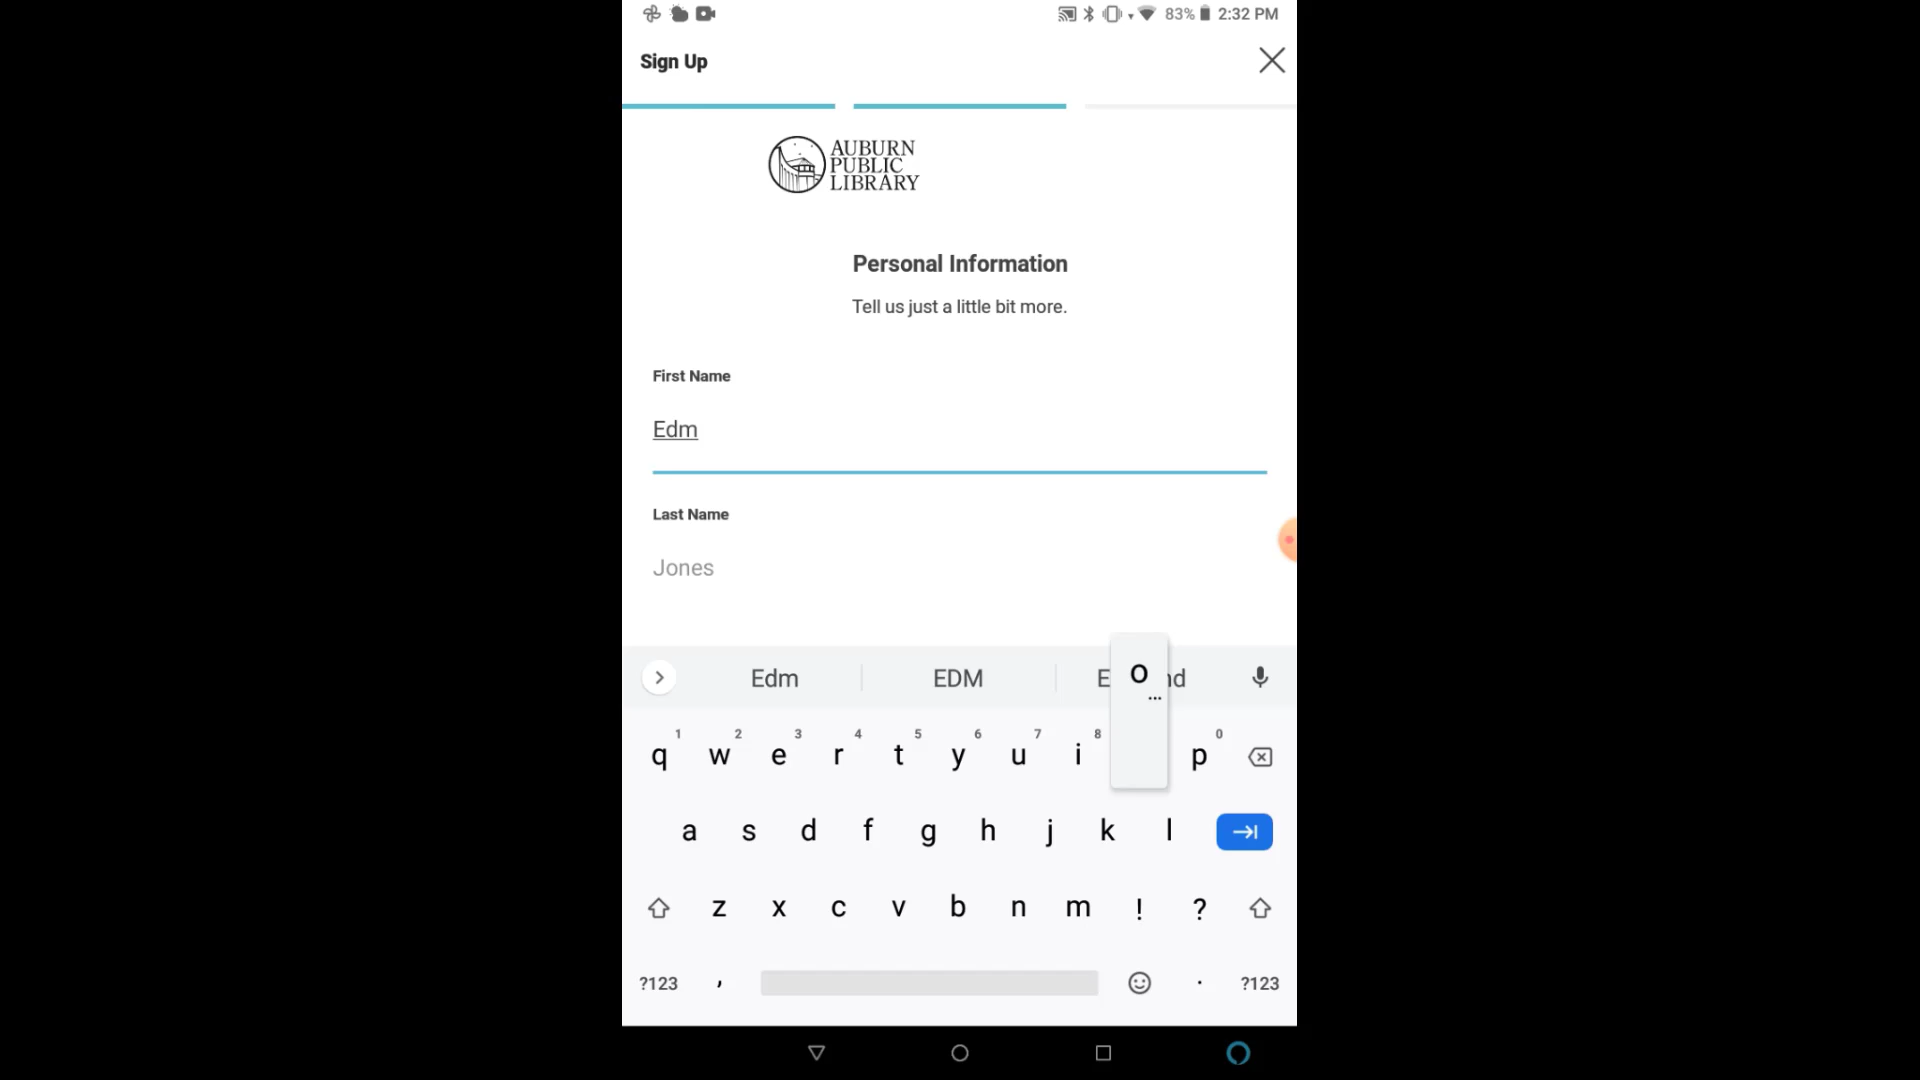 83% 2:32 PM
Sign Up
AUBURN
PUBLIC
LIBRARY
Personal Information
Tell us just a little bit more.
First Name
Edm
Last Name
Jones
Edm EDM
o
...
1 2 3 4 5 6 7 8 0
q w e r t y u i p
a s d f g h j k l
z x c v b n m ! ?
?123 , . ?123